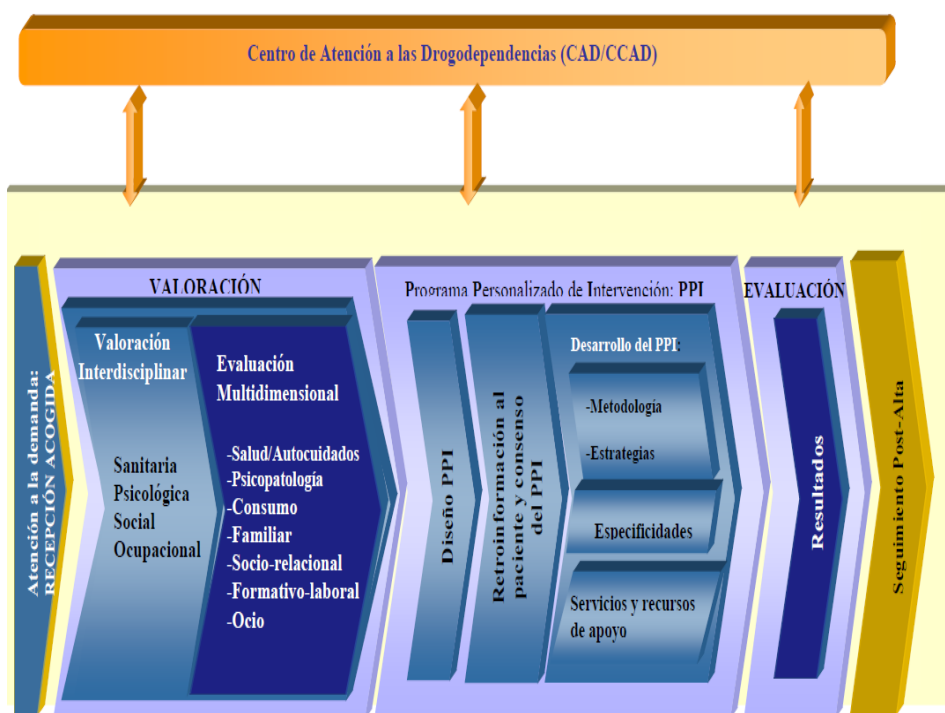 Centro de Atención a las Drogodependencias (CAD/CCAD)
Atención a la demanda:
RECEPCIÓN ACOGIDA
VALORACIÓN
Valoración
Interdisciplinar
Sanitaria
Psicológica
Social
Ocupacional
Evaluación
Multidimensional
-Salud/Autocuidados
-Psicopatología
-Consumo
-Familiar
-Socio-relacional
-Formativo-laboral
-Ocio
Programa Personalizado de Intervención: PPI
Diseño PPI
Retroinformación al
paciente y consenso
del PPI
Desarrollo del PPI:
-Metodología
-Estrategias
Especificidades
Servicios y recursos
de apoyo
EVALUACIÓN
Resultados
Seguimiento Post-Alta